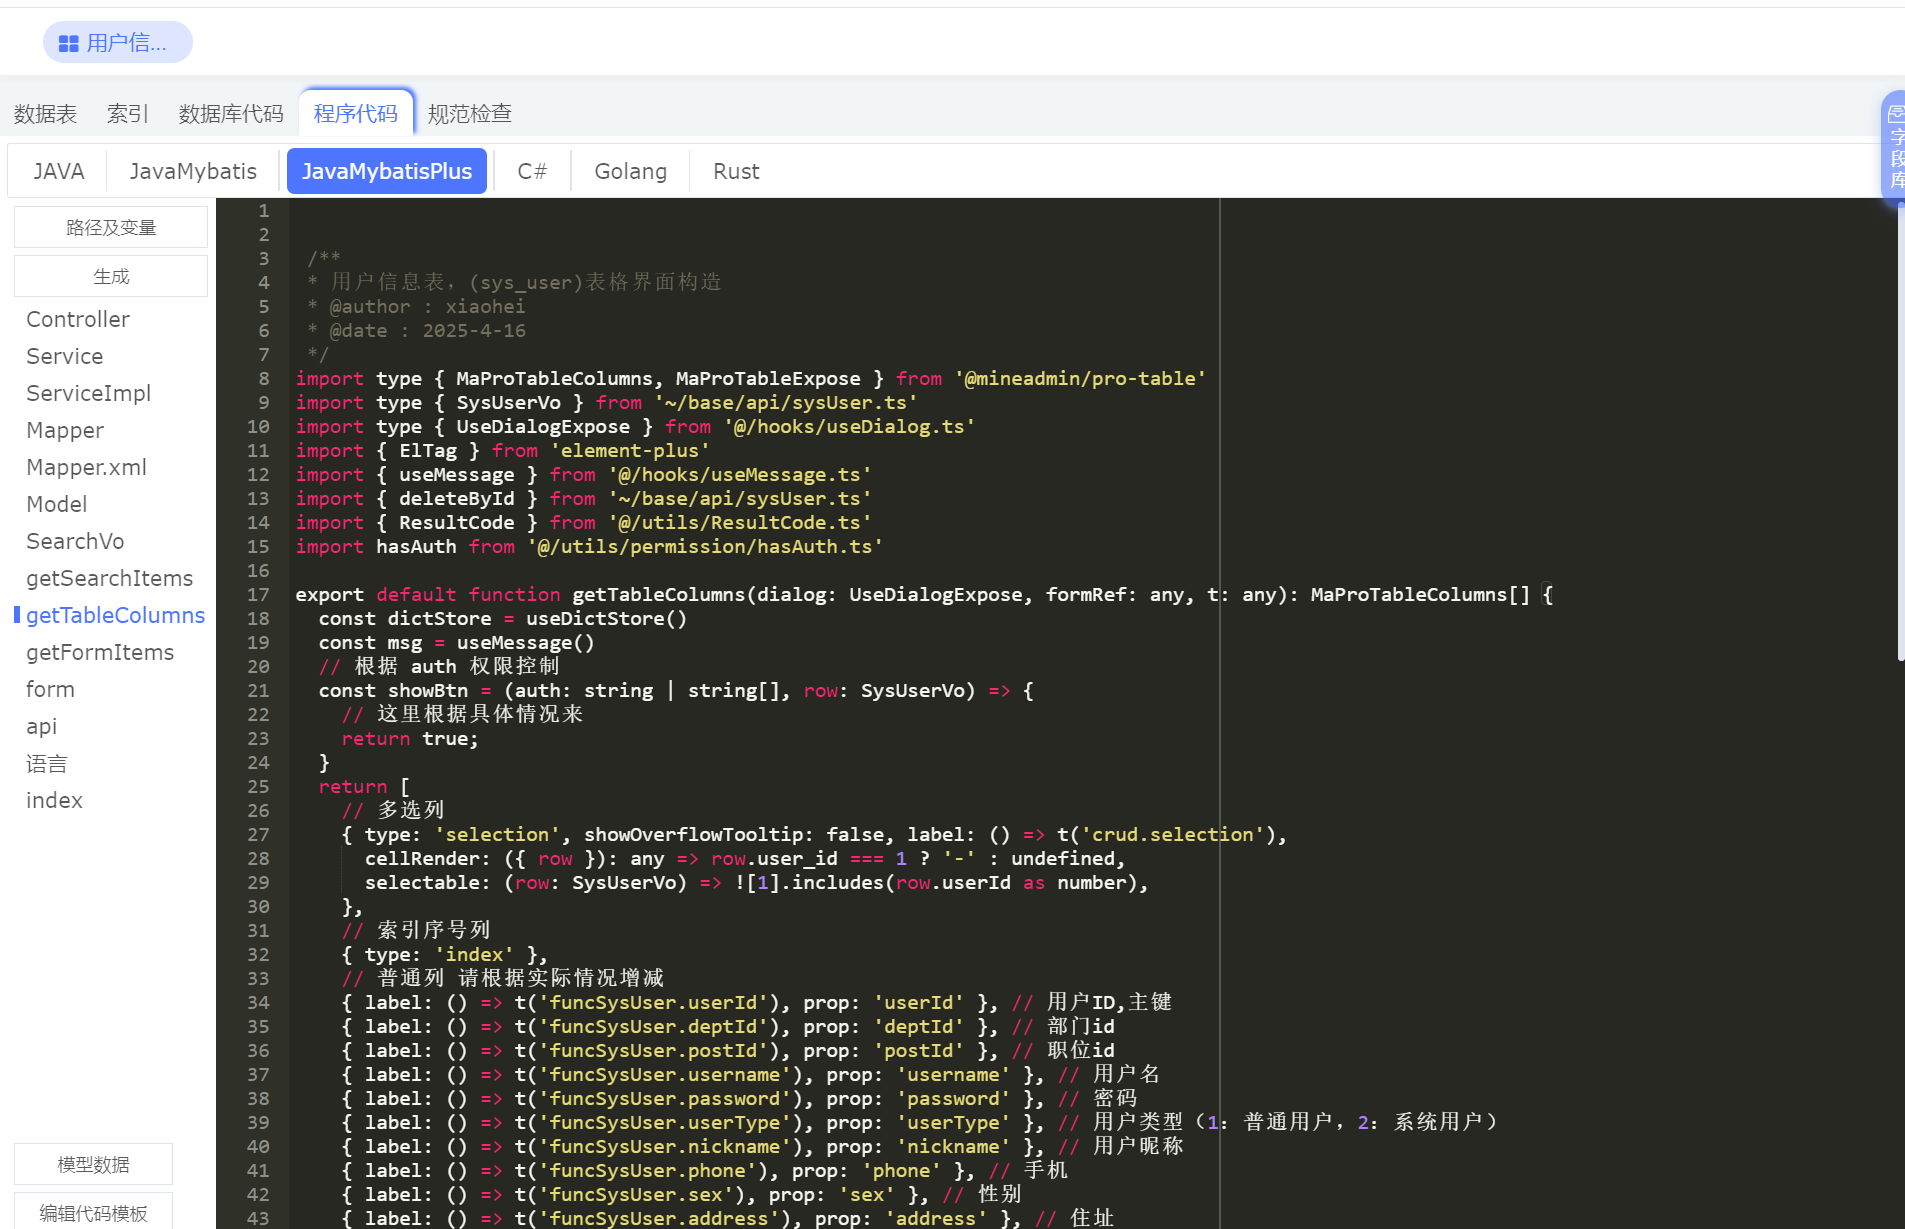 用户信...
数据表 索引 数据库代码 程序代码 规范检查
字段库
JAVA JavaMybatis JavaMybatisPlus C# Golang Rust
路径及变量
生成
Controller
Service
ServiceImpl
Mapper
Mapper.xml
Model
SearchVo
getSearchItems
getTableColumns
getFormItems
form
api
语言
index
模型数据
编辑代码模板
1
2
3 /**
4 * 用户信息表，(sys_user)表格界面构造
5 * @author : xiaohei
6 * @date : 2025-4-16
7 */
8 import type { MaProTableColumns, MaProTableExpose } from '@mineadmin/pro-table'
9 import type { SysUserVo } from '~/base/api/sysUser.ts'
10 import type { UseDialogExpose } from '@/hooks/useDialog.ts'
11 import { ElTag } from 'element-plus'
12 import { useMessage } from '@/hooks/useMessage.ts'
13 import { deleteById } from '~/base/api/sysUser.ts'
14 import { ResultCode } from '@/utils/ResultCode.ts'
15 import hasAuth from '@/utils/permission/hasAuth.ts'
16
17 export default function getTableColumns(dialog: UseDialogExpose, formRef: any, t: any): MaProTableColumns[] {
18 const dictStore = useDictStore()
19 const msg = useMessage()
20 // 根据 auth 权限控制
21 const showBtn = (auth: string | string[], row: SysUserVo) => {
22 // 这里根据具体情况来
23 return true;
24 }
25 return [
26 // 多选列
27 { type: 'selection', showOverflowTooltip: false, label: () => t('crud.selection'),
28 cellRender: ({ row }): any => row.user_id === 1 ? '-' : undefined,
29 selectable: (row: SysUserVo) => ![1].includes(row.userId as number),
30 },
31 // 索引序号列
32 { type: 'index' },
33 // 普通列 请根据实际情况增减
34 { label: () => t('funcSysUser.userId'), prop: 'userId' }, // 用户ID,主键
35 { label: () => t('funcSysUser.deptId'), prop: 'deptId' }, // 部门id
36 { label: () => t('funcSysUser.postId'), prop: 'postId' }, // 职位id
37 { label: () => t('funcSysUser.username'), prop: 'username' }, // 用户名
38 { label: () => t('funcSysUser.password'), prop: 'password' }, // 密码
39 { label: () => t('funcSysUser.userType'), prop: 'userType' }, // 用户类型（1：普通用户，2：系统用户）
40 { label: () => t('funcSysUser.nickname'), prop: 'nickname' }, // 用户昵称
41 { label: () => t('funcSysUser.phone'), prop: 'phone' }, // 手机
42 { label: () => t('funcSysUser.sex'), prop: 'sex' }, // 性别
43 { label: () => t('funcSysUser.address'), prop: 'address' }, // 住址